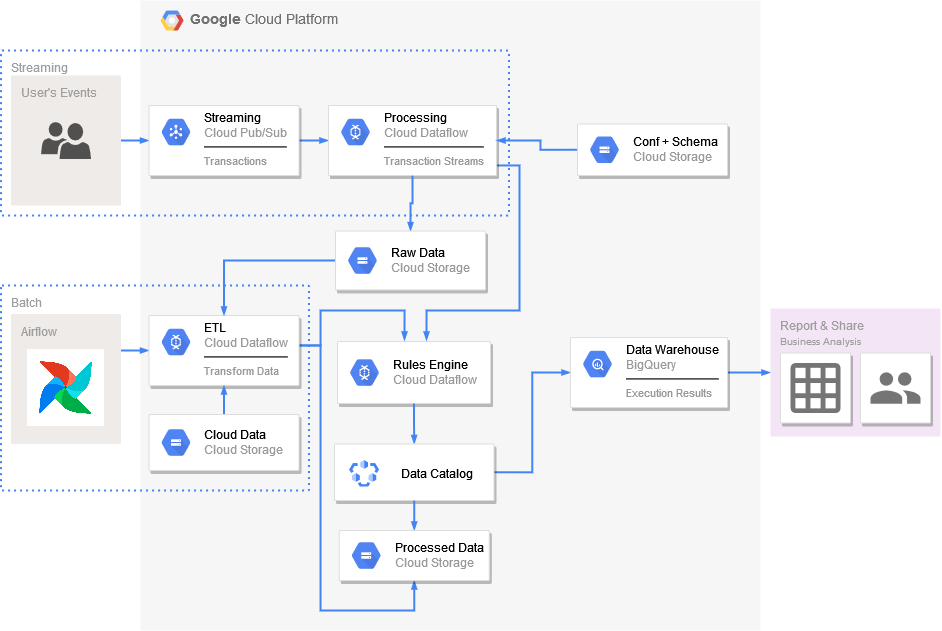 Google Cloud Platform
Streaming
User's Events
Streaming
Cloud Pub/Sub
Transactions
Processing
Cloud Dataflow
Transaction Streams
Conf + Schema
Cloud Storage
Raw Data
Cloud Storage
Batch
Airflow
ETL
Cloud Dataflow
Transform Data
Cloud Data
Cloud Storage
Rules Engine
Cloud Dataflow
Data Catalog
Processed Data
Cloud Storage
Data Warehouse
BigQuery
Execution Results
Report & Share
Business Analysis